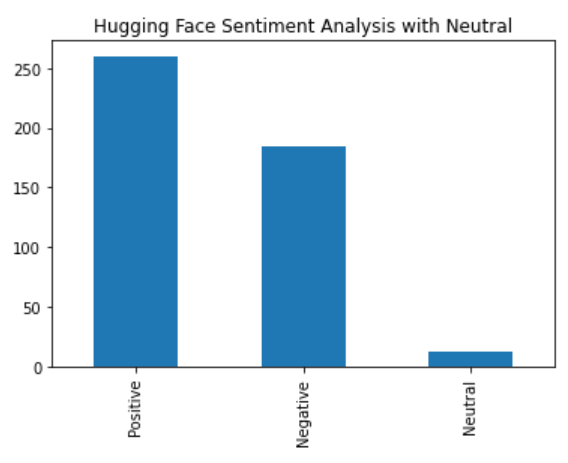 Hugging Face Sentiment Analysis with Neutral
250
200
150
100
50
0
Positive
Negative
Neutral